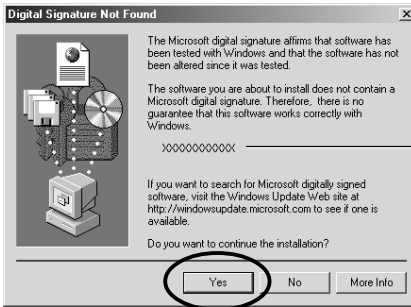 Digital Signature Not Found
The Microsoft digital signature affirms that software has
been tested with Windows and that the software has not
been altered since it was tested.
The software you are about to install does not contain a
Microsoft digital signature. Therefore, there is no
guarantee that this software works correctly with
Windows.
XXXXXXXXXXX
If you want to search for Microsoft digitally signed
software, visit the Windows Update Web site at
http://windowsupdate.microsoft.com to see if one is
available.
Do you want to continue the installation?
Yes No More Info